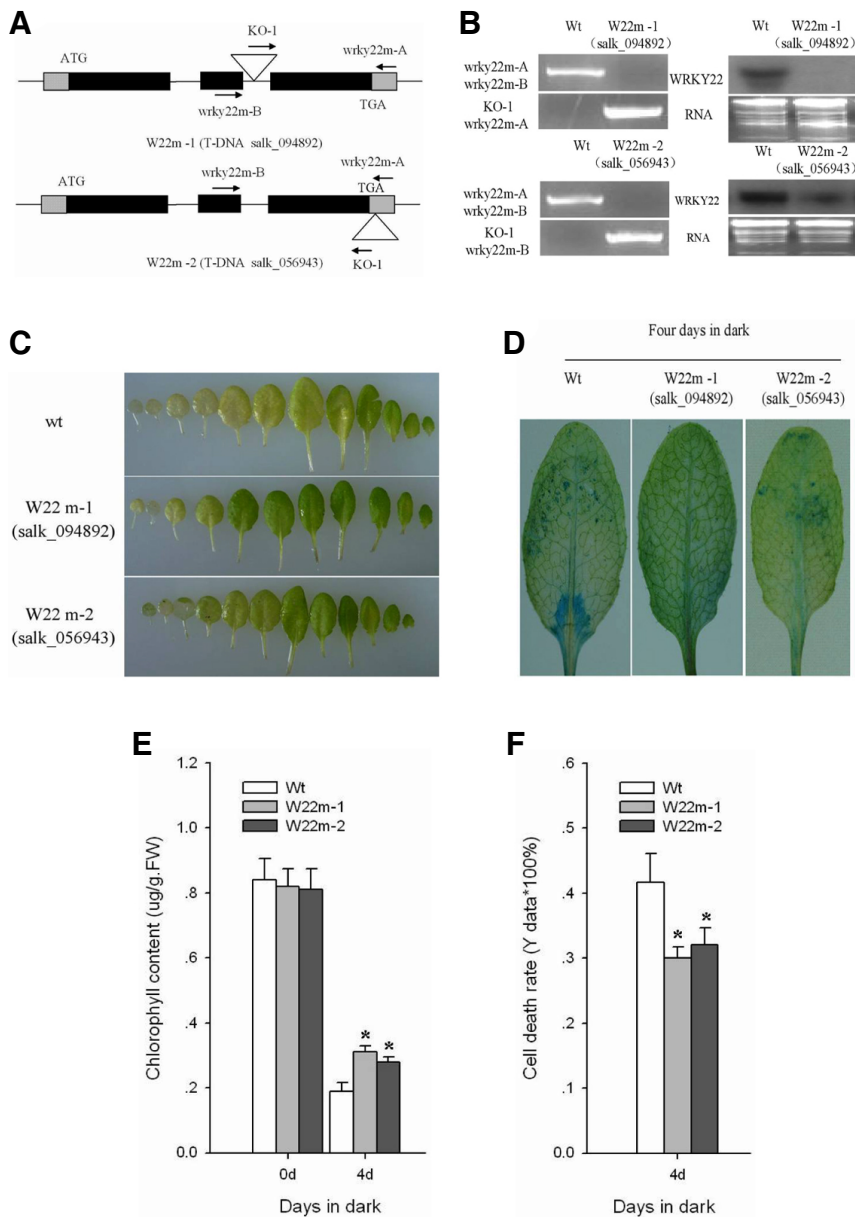 A
KO-1
ATG
wrky22m-A
wrky22m-B
TGA
W22m -1 (T-DNA salk_094892)
wrky22m-B
wrky22m-A
ATG
TGA
KO-1
W22m -2 (T-DNA salk_056943)
B
Wt W22m -1
(salk_094892)
wrky22m-A
wrky22m-B
KO-1
wrky22m-A
Wt W22m -2
(salk_056943)
wrky22m-A
wrky22m-B
KO-1
wrky22m-B
Wt W22m -1
(salk_094892)
WRKY22
RNA
Wt W22m -2
(salk_056943)
WRKY22
RNA
C
wt
W22 m-1
(salk_094892)
W22 m-2
(salk_056943)
D
Four days in dark
Wt W22m -1 W22m -2
(salk_094892) (salk_056943)
E
Chlorophyll content (ug/g.FW)
1.2
1.0
.8
.6
.4
.2
0.0
Wt
W22m-1
W22m-2
* *
0d 4d
Days in dark
F
Cell death rate (Y data*100%)
.6
.5
.4
.3
.2
.1
0.0
Wt
W22m-1
W22m-2
* *
4d
Days in dark